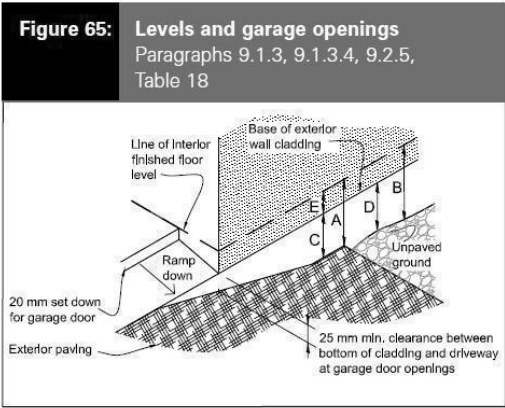 Figure 65:
Levels and garage openings
Paragraphs 9.1.3, 9.1.3.4, 9.2.5,
Table 18
Base of exterior
wall cladding
Line of interior
finished floor
level
E
A
D
B
C
Unpaved
ground
Ramp
down
20 mm set down
for garage door
Exterior paving
25 mm min. clearance between
bottom of cladding and driveway
at garage door openings